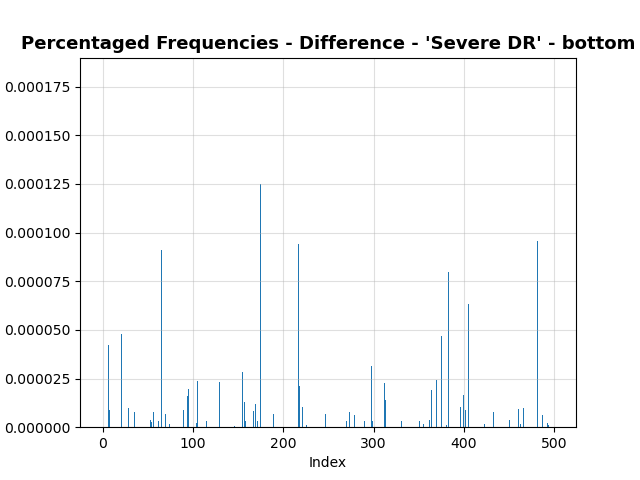 Percentaged Frequencies - Difference - 'Severe DR' - bottom
0.000175
0.000150
0.000125
0.000100
0.000075
0.000050
0.000025
0.000000
0 100 200 300 400 500
Index